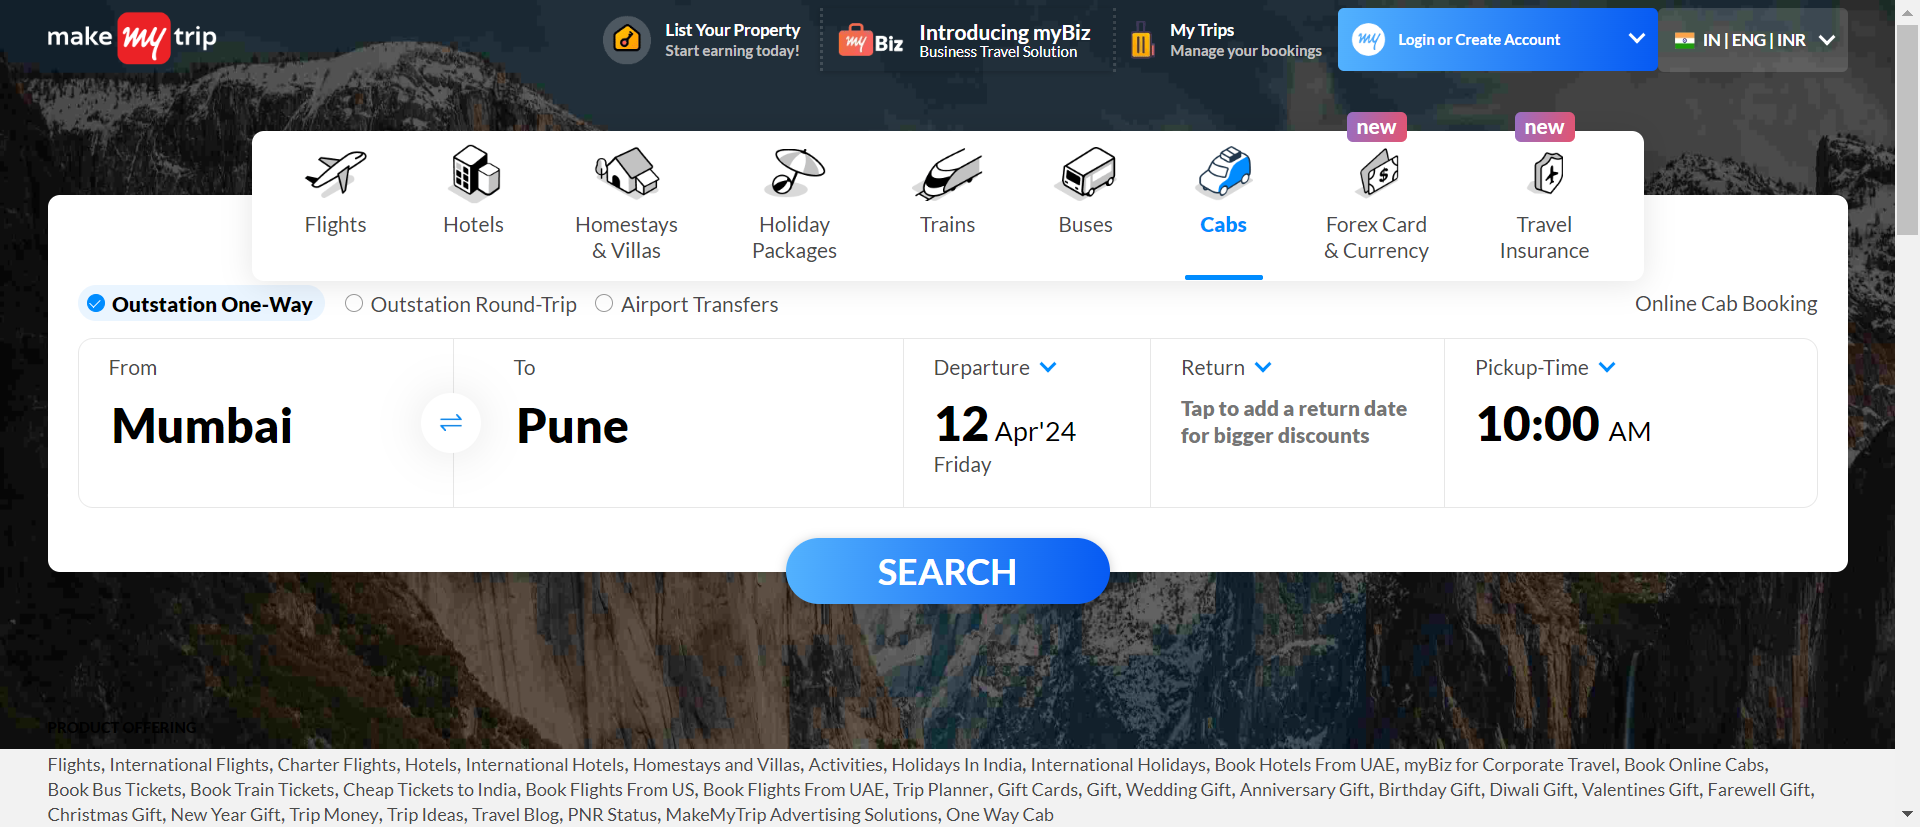 make my trip
List Your Property
Start earning today!
my Biz
Introducing myBiz
Business Travel Solution
My Trips
Manage your bookings
my Login or Create Account
IN | ENG | INR
new
new
Flights
Hotels
Homestays
& Villas
Holiday
Packages
Trains
Buses
Cabs
Forex Card
& Currency
Travel
Insurance
Outstation One-Way
Outstation Round-Trip
Airport Transfers
Online Cab Booking
From
Mumbai
To
Pune
Departure
12 Apr'24
Friday
Return
Tap to add a return date
for bigger discounts
Pickup-Time
10:00 AM
SEARCH
PRODUCT OFFERING
Flights, International Flights, Charter Flights, Hotels, International Hotels, Homestays and Villas, Activities, Holidays In India, International Holidays, Book Hotels From UAE, myBiz for Corporate Travel, Book Online Cabs,
Book Bus Tickets, Book Train Tickets, Cheap Tickets to India, Book Flights From US, Book Flights From UAE, Trip Planner, Gift Cards, Gift, Wedding Gift, Anniversary Gift, Birthday Gift, Diwali Gift, Valentines Gift, Farewell Gift,
Christmas Gift, New Year Gift, Trip Money, Trip Ideas, Travel Blog, PNR Status, MakeMyTrip Advertising Solutions, One Way Cab